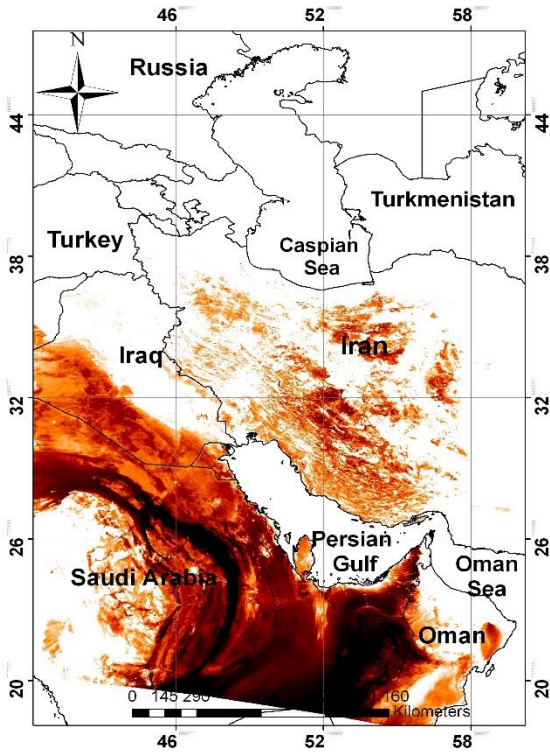 46 52 58
N
Russia
44 44
Turkmenistan
Turkey
Caspian
Sea
38 38
Iraq
Iran
32 32
26 26
Persian
Gulf
Oman
Sea
Saudi Arabia
Oman
20 20
0 145 290 160
Kilometers
46 52 58